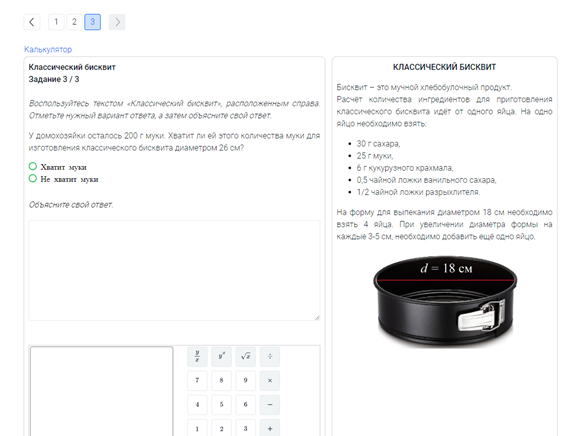 1 2 3
Калькулятор
Классический бисквит
Задание 3 / 3
Воспользуйтесь текстом «Классический бисквит», расположенным справа.
Отметьте нужный вариант ответа, а затем объясните свой ответ.
У домохозяйки осталось 200 г муки. Хватит ли ей этого количества муки для
изготовления классического бисквита диаметром 26 см?
Хватит муки
Не хватит муки
Объясните свой ответ.
y/x y^x √x ÷
7 8 9 ×
4 5 6 −
1 2 3 +
КЛАССИЧЕСКИЙ БИСКВИТ
Бисквит – это мучной хлебобулочный продукт.
Расчёт количества ингредиентов для приготовления
классического бисквита идёт от одного яйца. На одно
яйцо необходимо взять:
• 30 г сахара,
• 25 г муки,
• 6 г кукурузного крахмала,
• 0,5 чайной ложки ванильного сахара,
• 1/2 чайной ложки разрыхлителя.
На форму для выпекания диаметром 18 см необходимо
взять 4 яйца. При увеличении диаметра формы на
каждые 3-5 см, необходимо добавить ещё одно яйцо.
d = 18 см